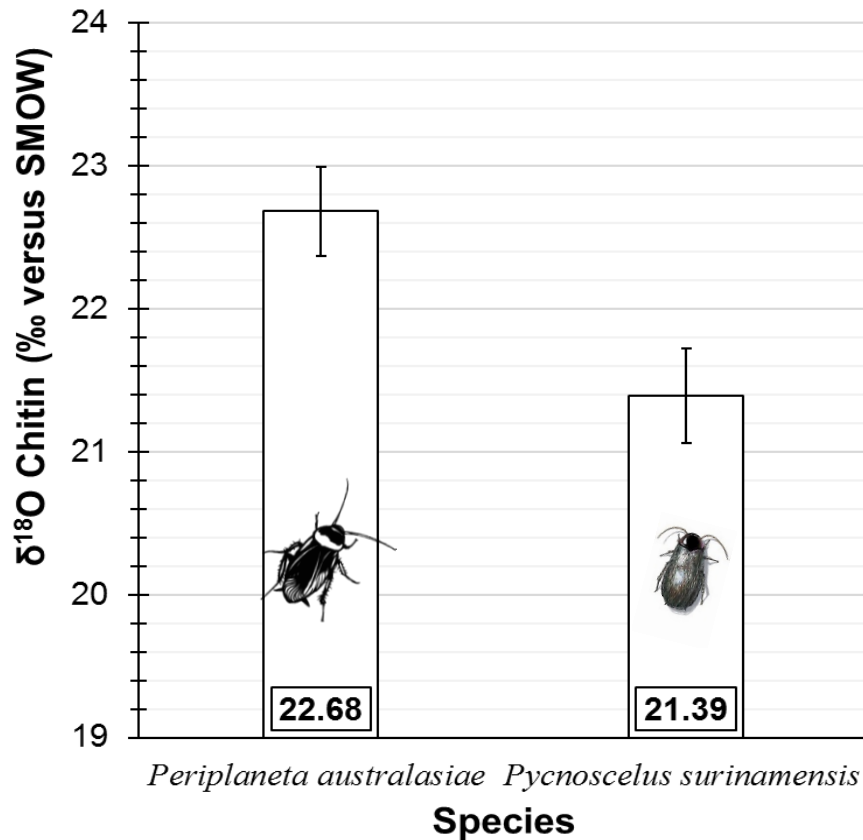 δ¹⁸O Chitin (‰ versus SMOW)
24
23
22
21
20
19
22.68
21.39
Periplaneta australasiae
Pycnoscelus surinamensis
Species